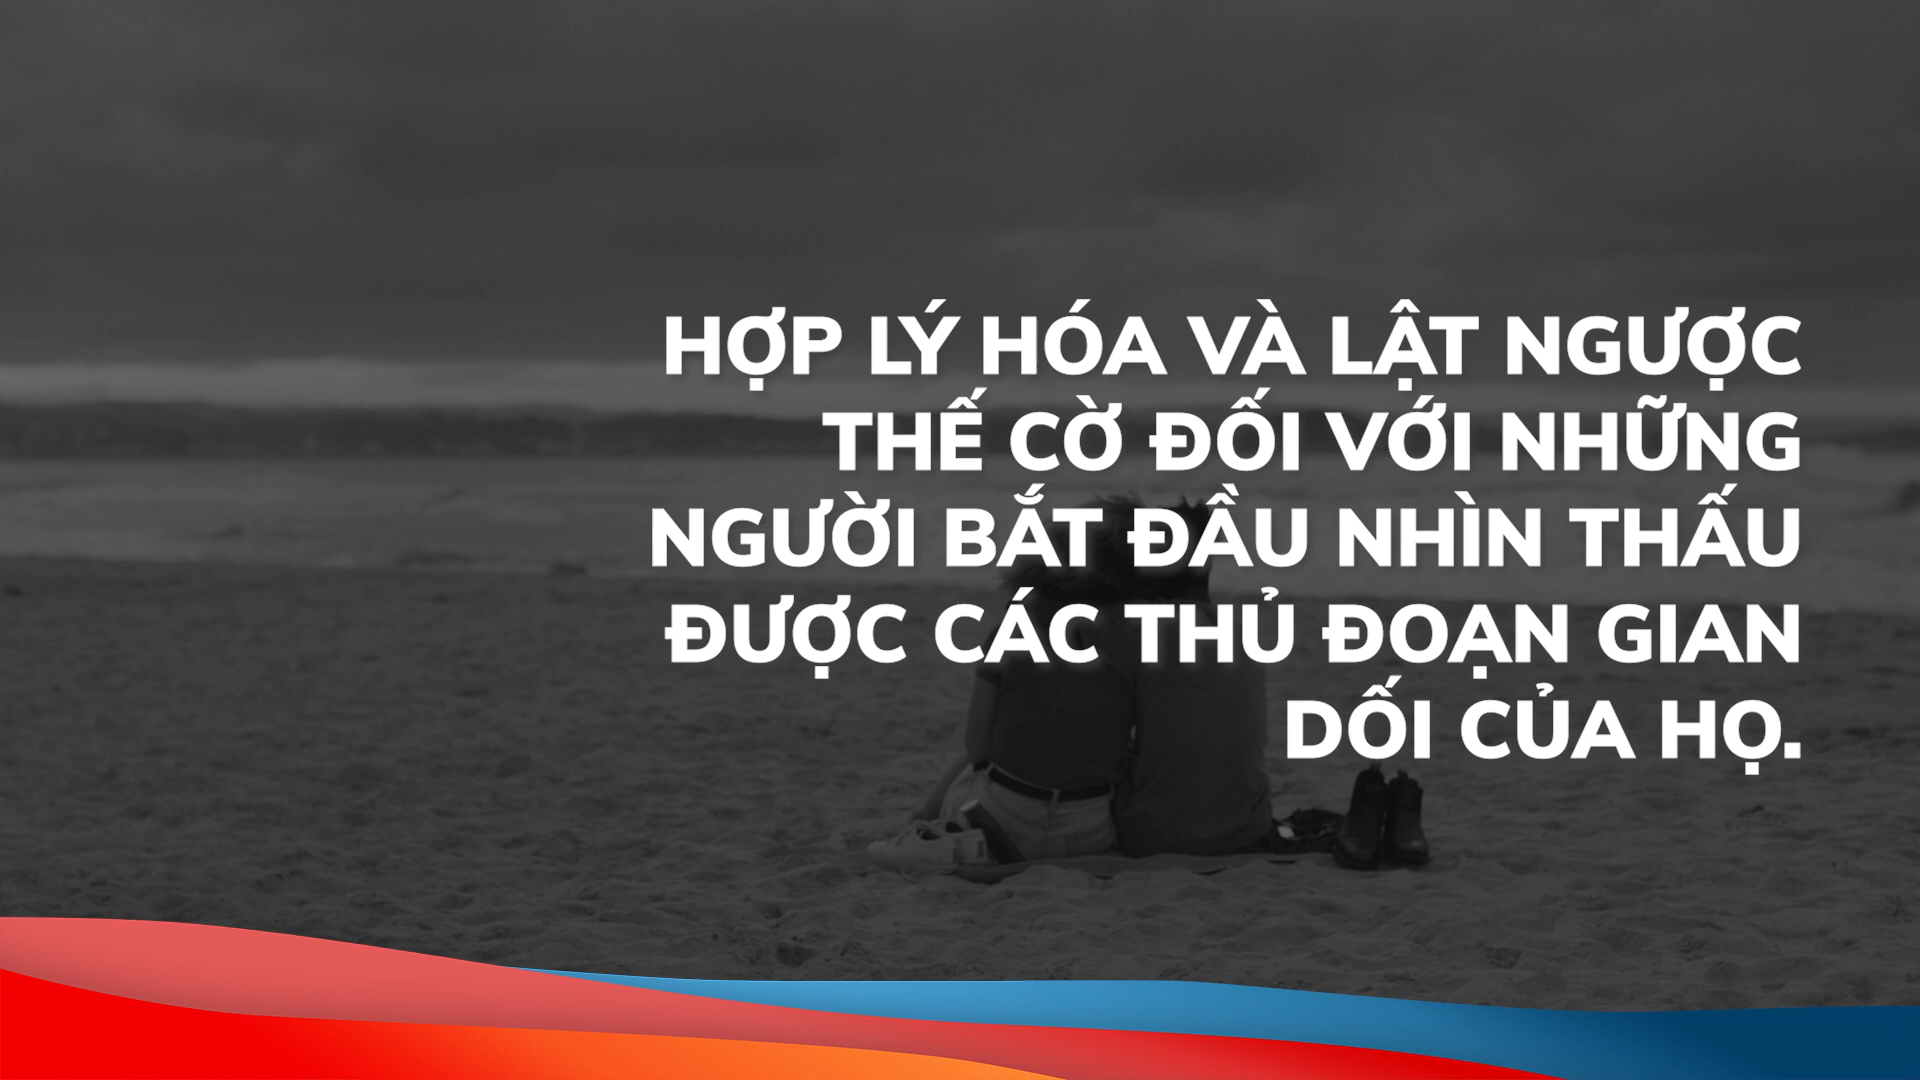 HỢP LÝ HÓA VÀ LẬT NGƯỢC
THẾ CỜ ĐỐI VỚI NHỮNG
NGƯỜI BẮT ĐẦU NHÌN THẤU
ĐƯỢC CÁC THỦ ĐOẠN GIAN
DỐI CỦA HỌ.